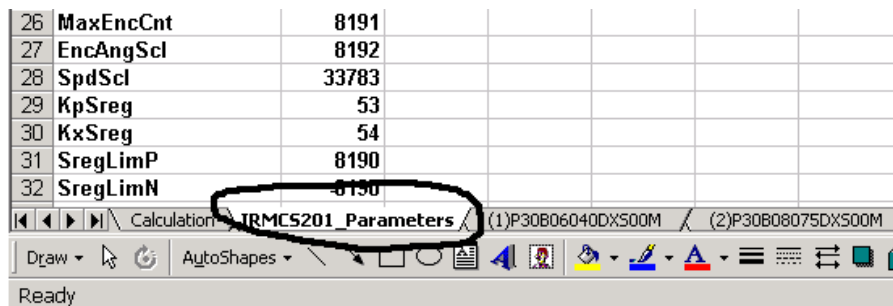 26 MaxEncCnt 8191
27 EncAngScl 8192
28 SpdScl 33783
29 KpSreg 53
30 KxSreg 54
31 SregLimP 8190
32 SregLimN -8190
Calculation IRMCS201_Parameters (1)P30B06040DXS00M (2)P30B08075DXS00M
Draw AutoShapes A A
Ready